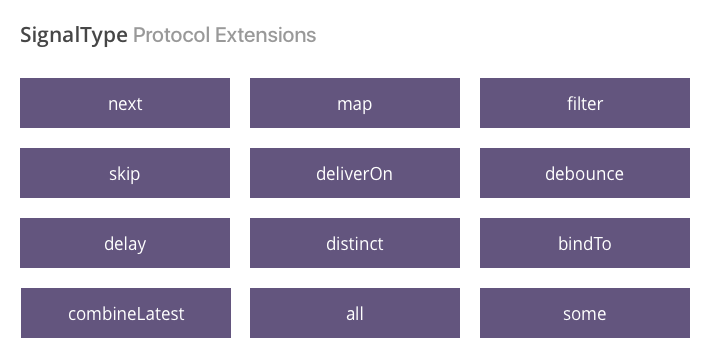 SignalType Protocol Extensions
next map filter
skip deliverOn debounce
delay distinct bindTo
combineLatest all some